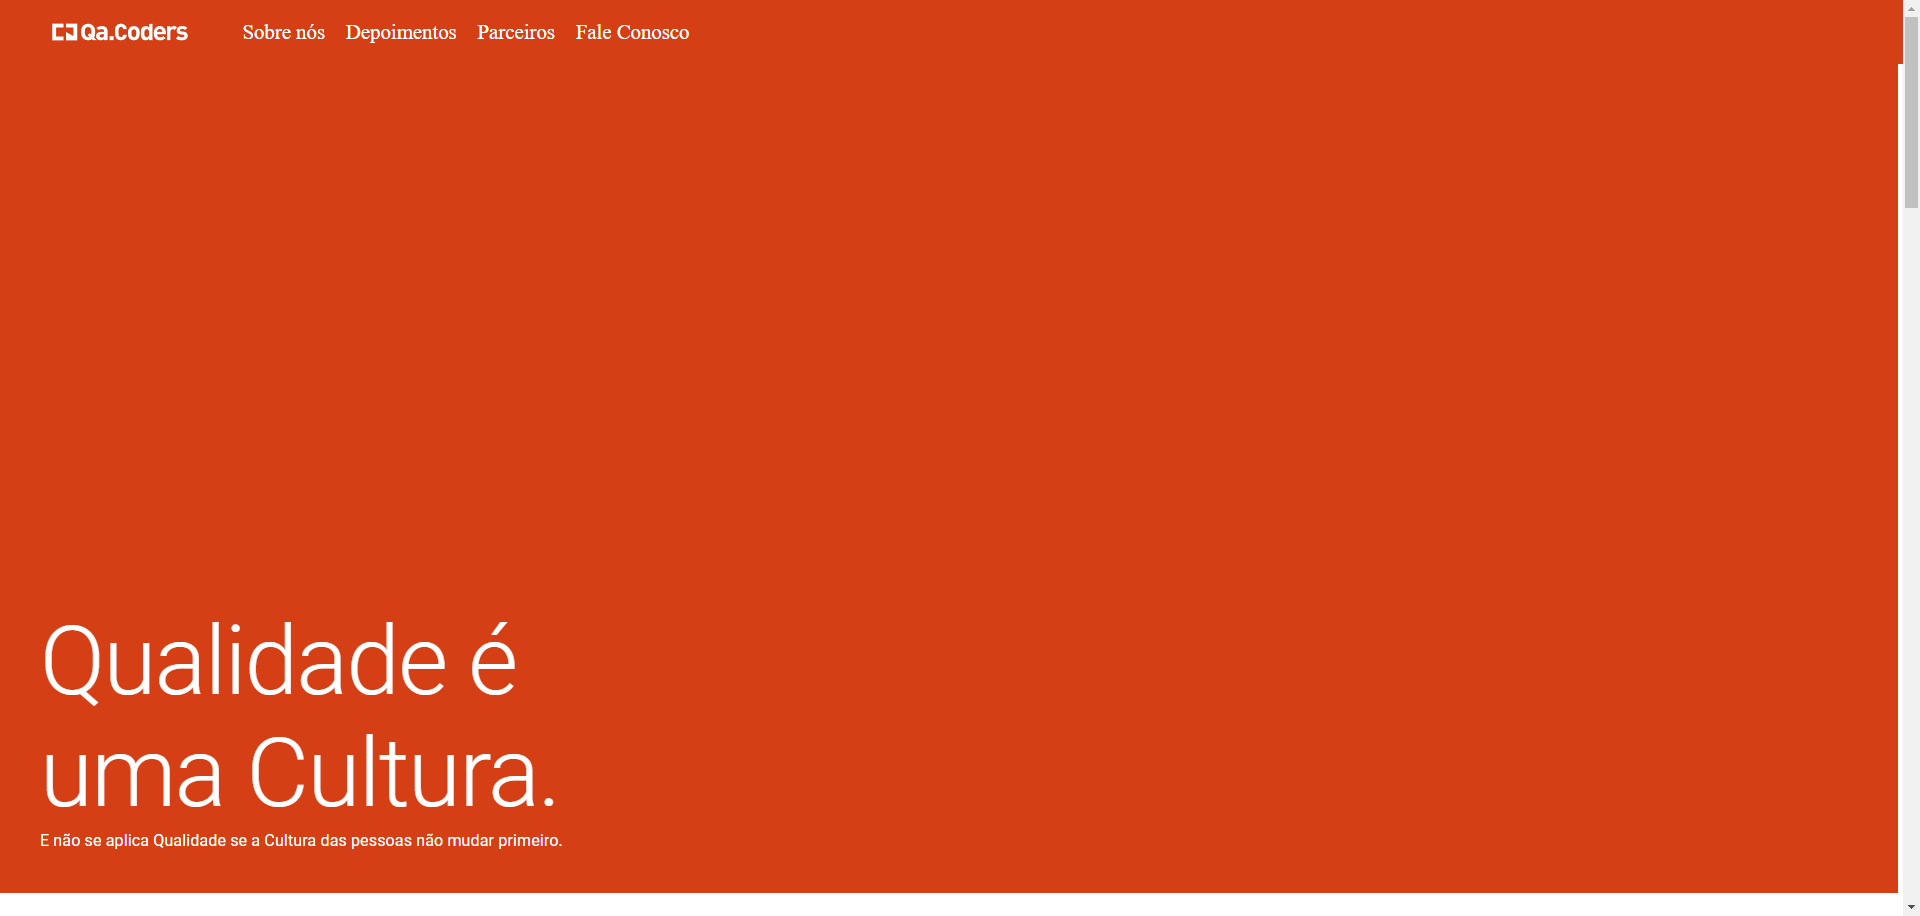 Qa.Coders
Sobre nós Depoimentos Parceiros Fale Conosco
Qualidade é
uma Cultura.
E não se aplica Qualidade se a Cultura das pessoas não mudar primeiro.